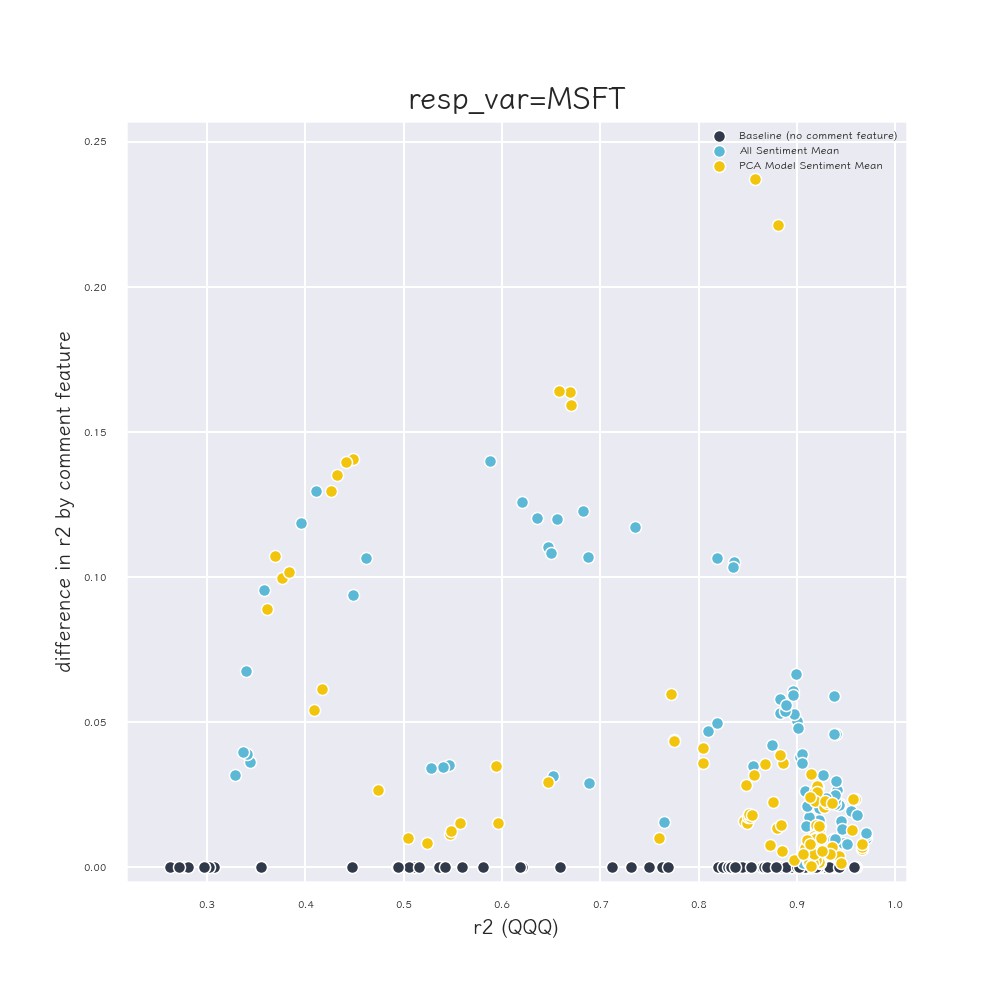 resp_var=MSFT
Baseline (no comment feature)
All Sentiment Mean
PCA Model Sentiment Mean
difference in r2 by comment feature
0.25
0.20
0.15
0.10
0.05
0.00
0.3 0.4 0.5 0.6 0.7 0.8 0.9 1.0
r2 (QQQ)